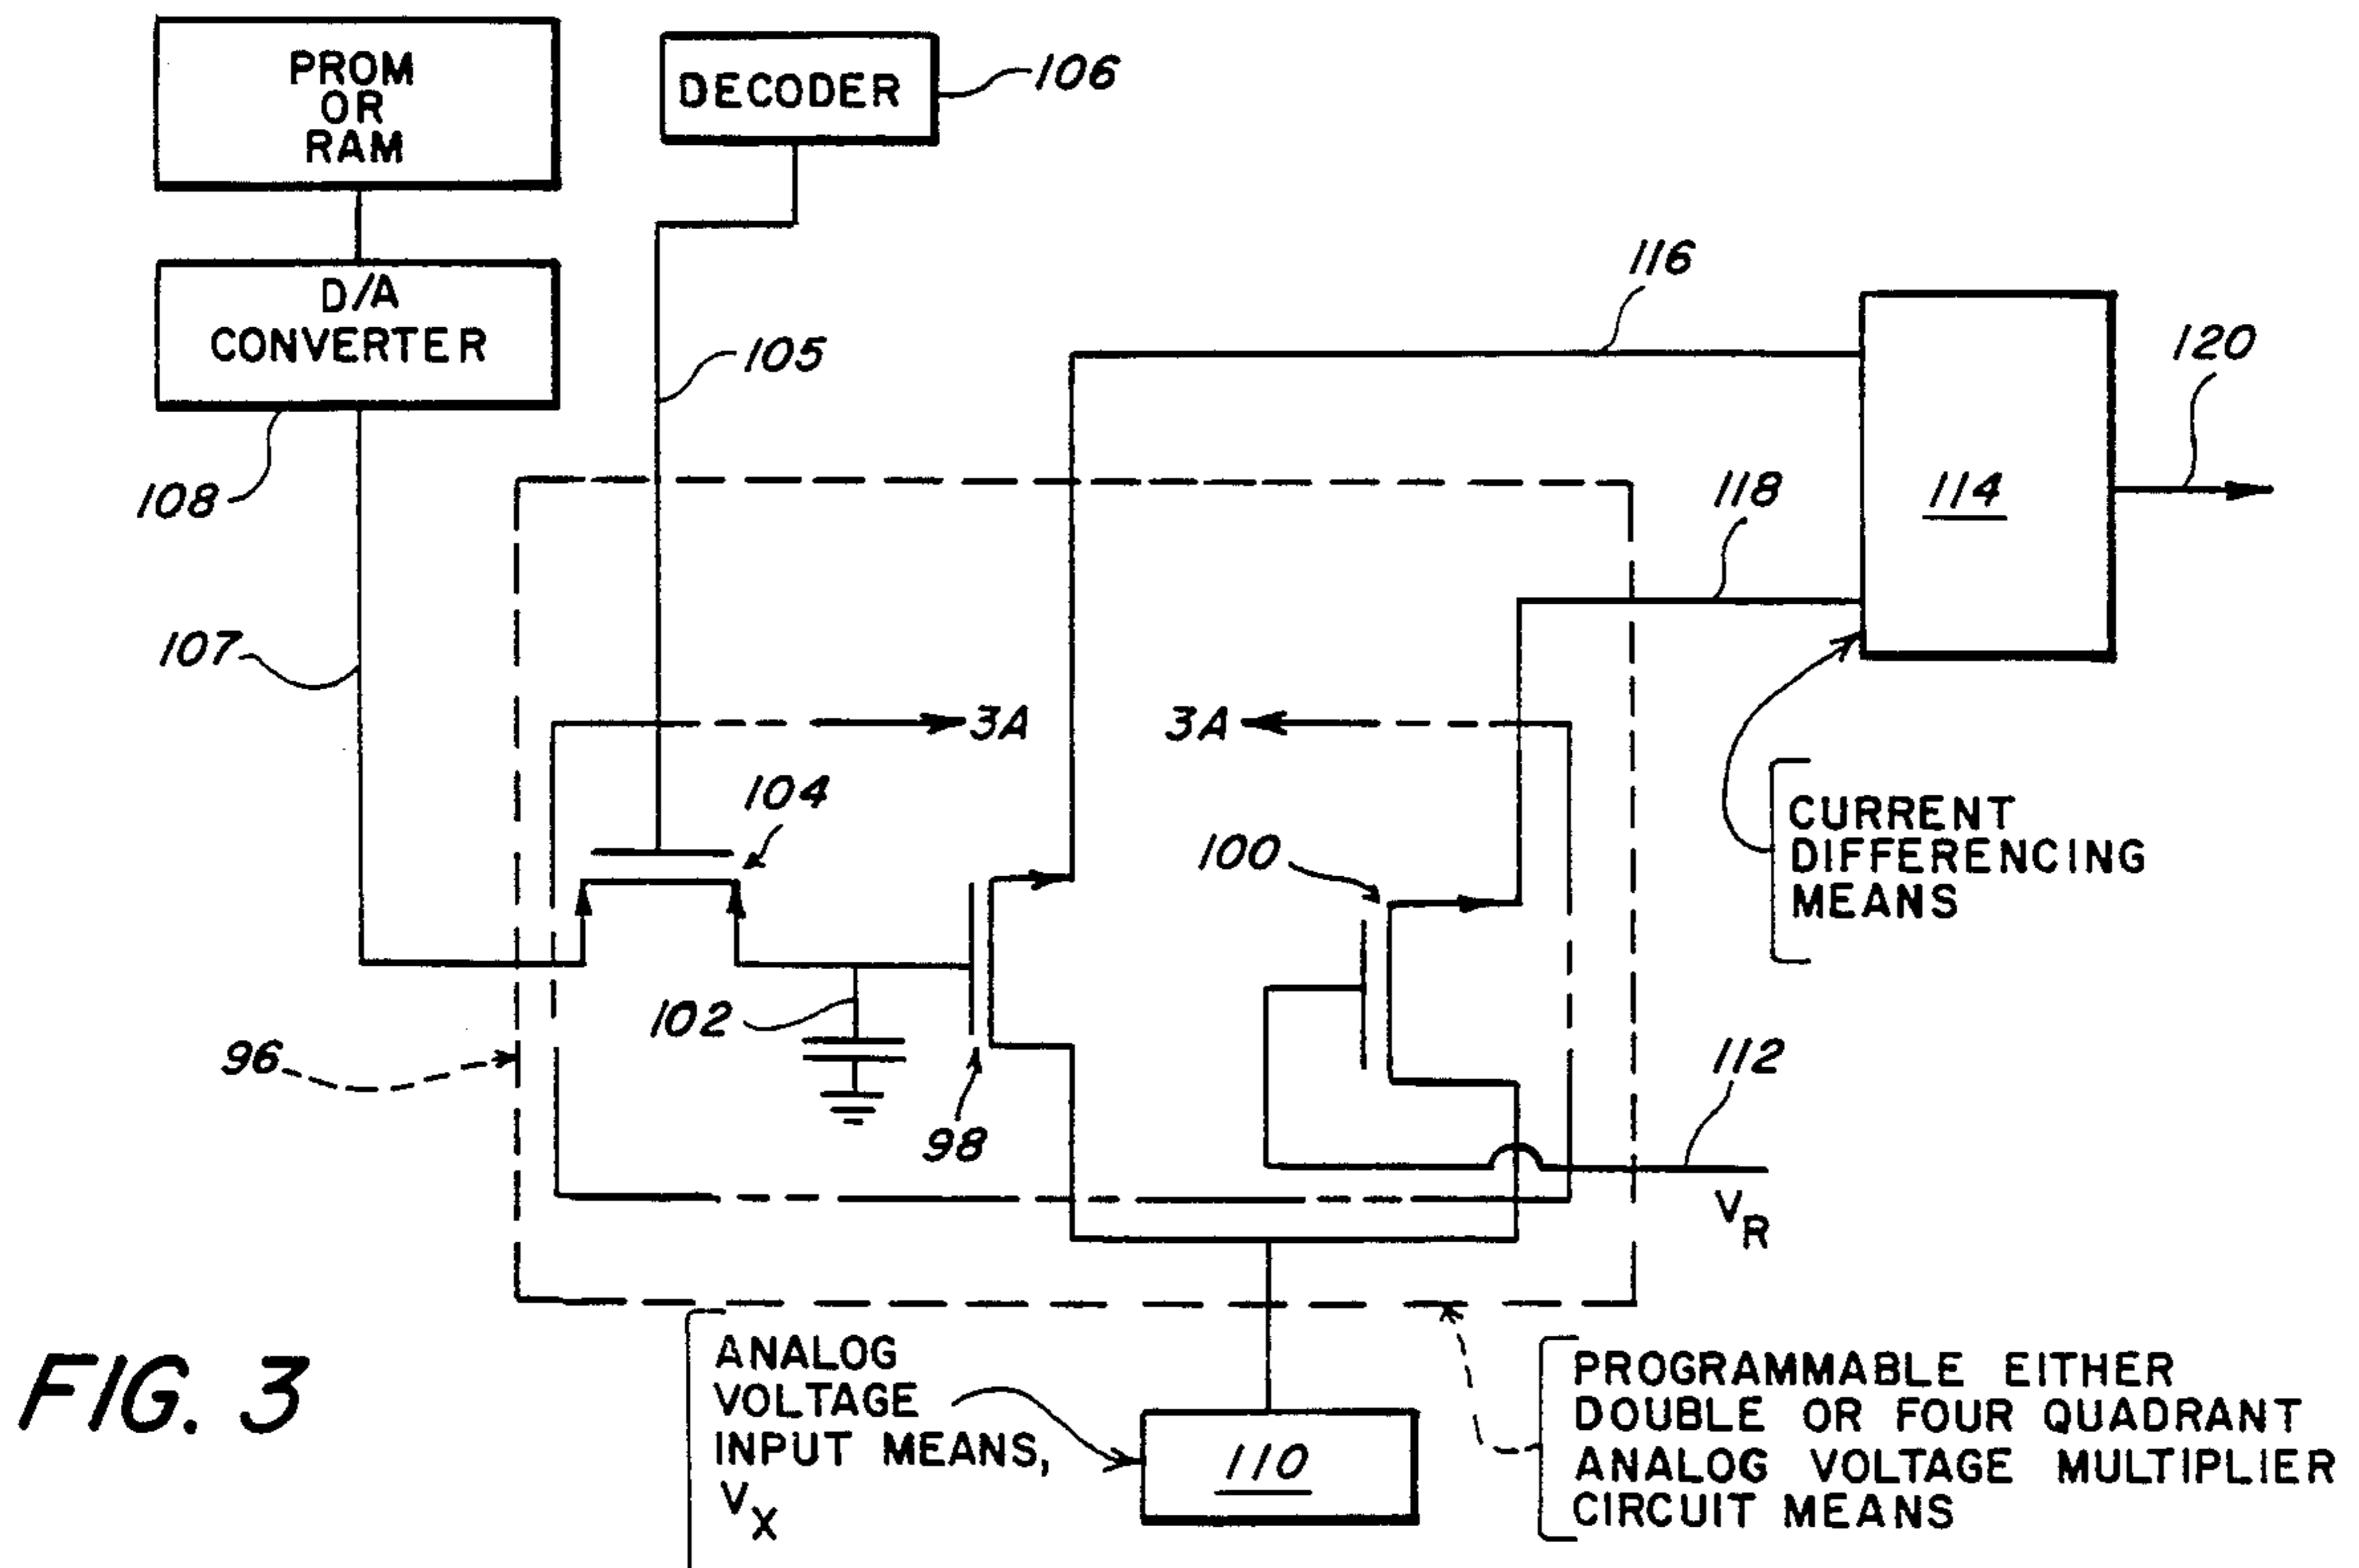 PROM
OR
RAM
DECODER
106
D/A
CONVERTER
108
105
116
120
114
118
107
3A
3A
104
100
CURRENT
DIFFERENCING
MEANS
102
96
98
112
V_R
ANALOG
VOLTAGE
INPUT MEANS,
V_X
110
PROGRAMMABLE EITHER
DOUBLE OR FOUR QUADRANT
ANALOG VOLTAGE MULTIPLIER
CIRCUIT MEANS
FIG. 3